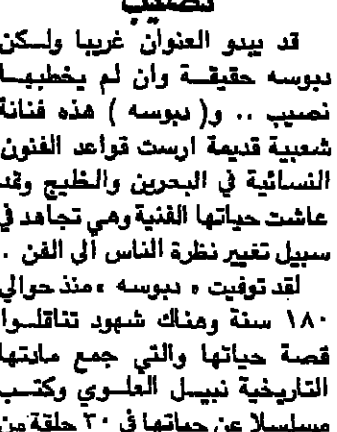 نصيب
قد يبدو العنوان غريبا ولكن
دبوسه حقيقة وان لم يخطبها
نصيب .. و( دبوسه ) هذه فنانة
شعبية قديمة ارست قواعد الفنون
النسائية في البحرين والخليج وقد
عاشت حياتها الفنية وهي تجاهد في
سبيل تغيير نظرة الناس الى الفن .
لقد توفيت « دبوسه » منذ حوالي
١٨٠ سنة وهناك شهود تناقلوا
قصة حياتها والتي جمع مادتها
التاريخية نبيل العلوي وكتب
مسلسلا عن حياتها في ٣٠ حلقة من